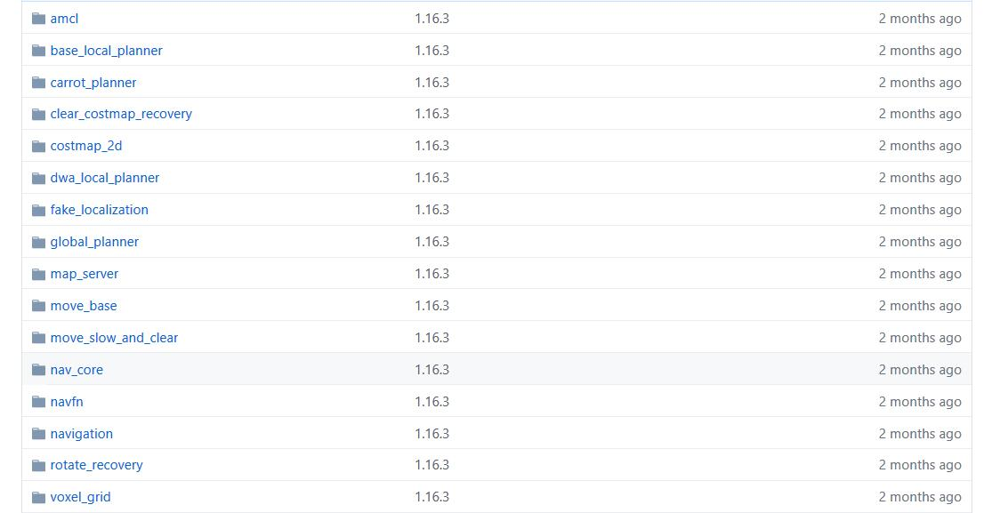 amcl 1.16.3 2 months ago
base_local_planner 1.16.3 2 months ago
carrot_planner 1.16.3 2 months ago
clear_costmap_recovery 1.16.3 2 months ago
costmap_2d 1.16.3 2 months ago
dwa_local_planner 1.16.3 2 months ago
fake_localization 1.16.3 2 months ago
global_planner 1.16.3 2 months ago
map_server 1.16.3 2 months ago
move_base 1.16.3 2 months ago
move_slow_and_clear 1.16.3 2 months ago
nav_core 1.16.3 2 months ago
navfn 1.16.3 2 months ago
navigation 1.16.3 2 months ago
rotate_recovery 1.16.3 2 months ago
voxel_grid 1.16.3 2 months ago